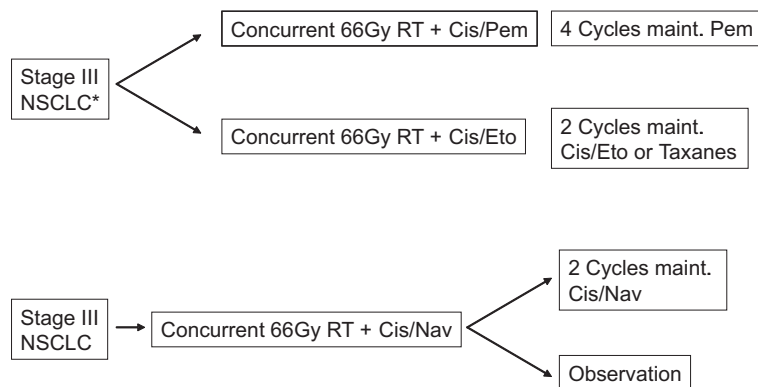 Concurrent 66Gy RT + Cis/Pem
4 Cycles maint. Pem
Stage III
NSCLC*
Concurrent 66Gy RT + Cis/Eto
2 Cycles maint.
Cis/Eto or Taxanes
2 Cycles maint.
Cis/Nav
Stage III
NSCLC
Concurrent 66Gy RT + Cis/Nav
Observation